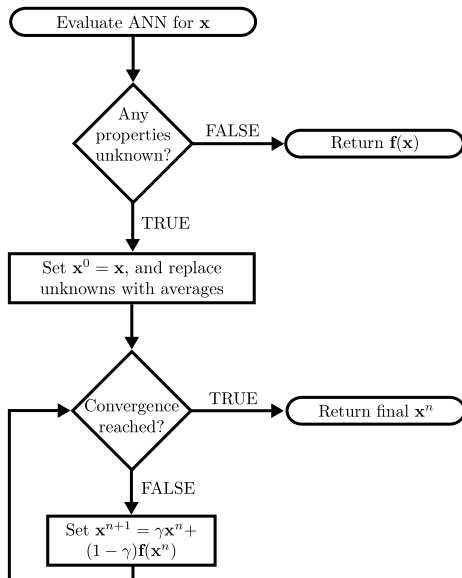 Evaluate ANN for x
Any
properties
unknown?
FALSE
Return f(x)
TRUE
Set x⁰ = x, and replace
unknowns with averages
Convergence
reached?
TRUE
Return final xⁿ
FALSE
Set xⁿ⁺¹ = γxⁿ+
(1 − γ)f(xⁿ)